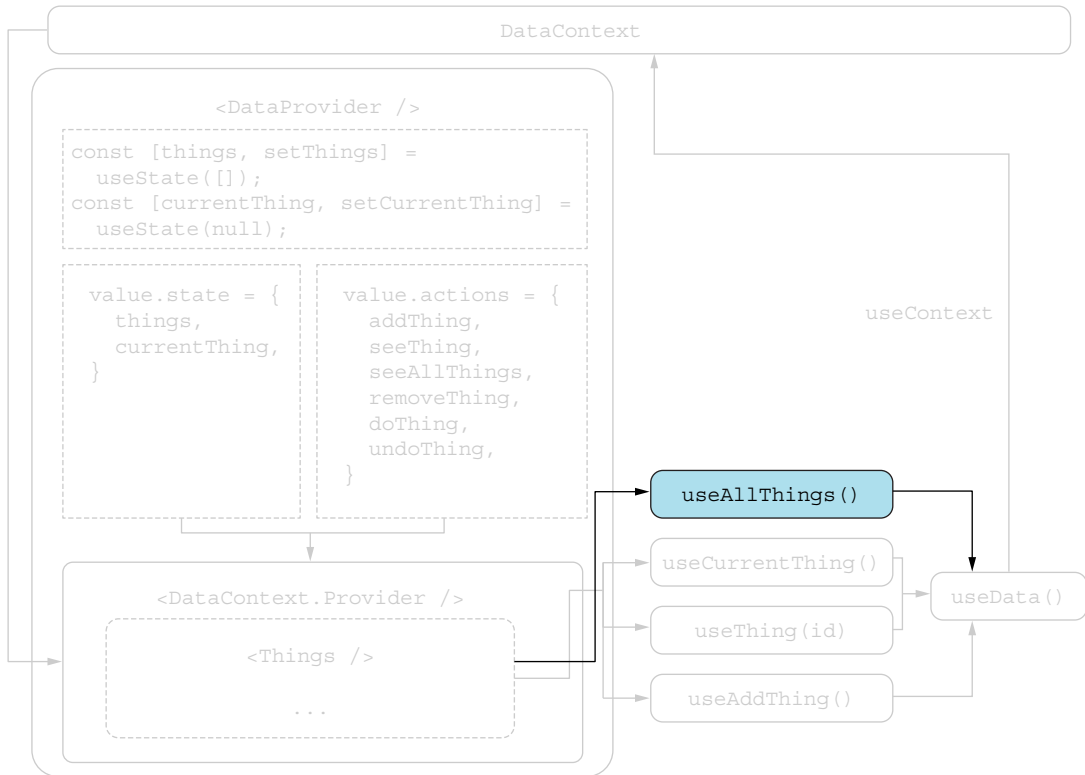 DataContext
<DataProvider />
const [things, setThings] =
useState([]);
const [currentThing, setCurrentThing] =
useState(null);
value.state = {
things,
currentThing,
}
value.actions = {
addThing,
seeThing,
seeAllThings,
removeThing,
doThing,
undoThing,
}
useContext
useAllThings()
useCurrentThing()
useThing(id)
useAddThing()
useData()
<DataContext.Provider />
<Things />
...